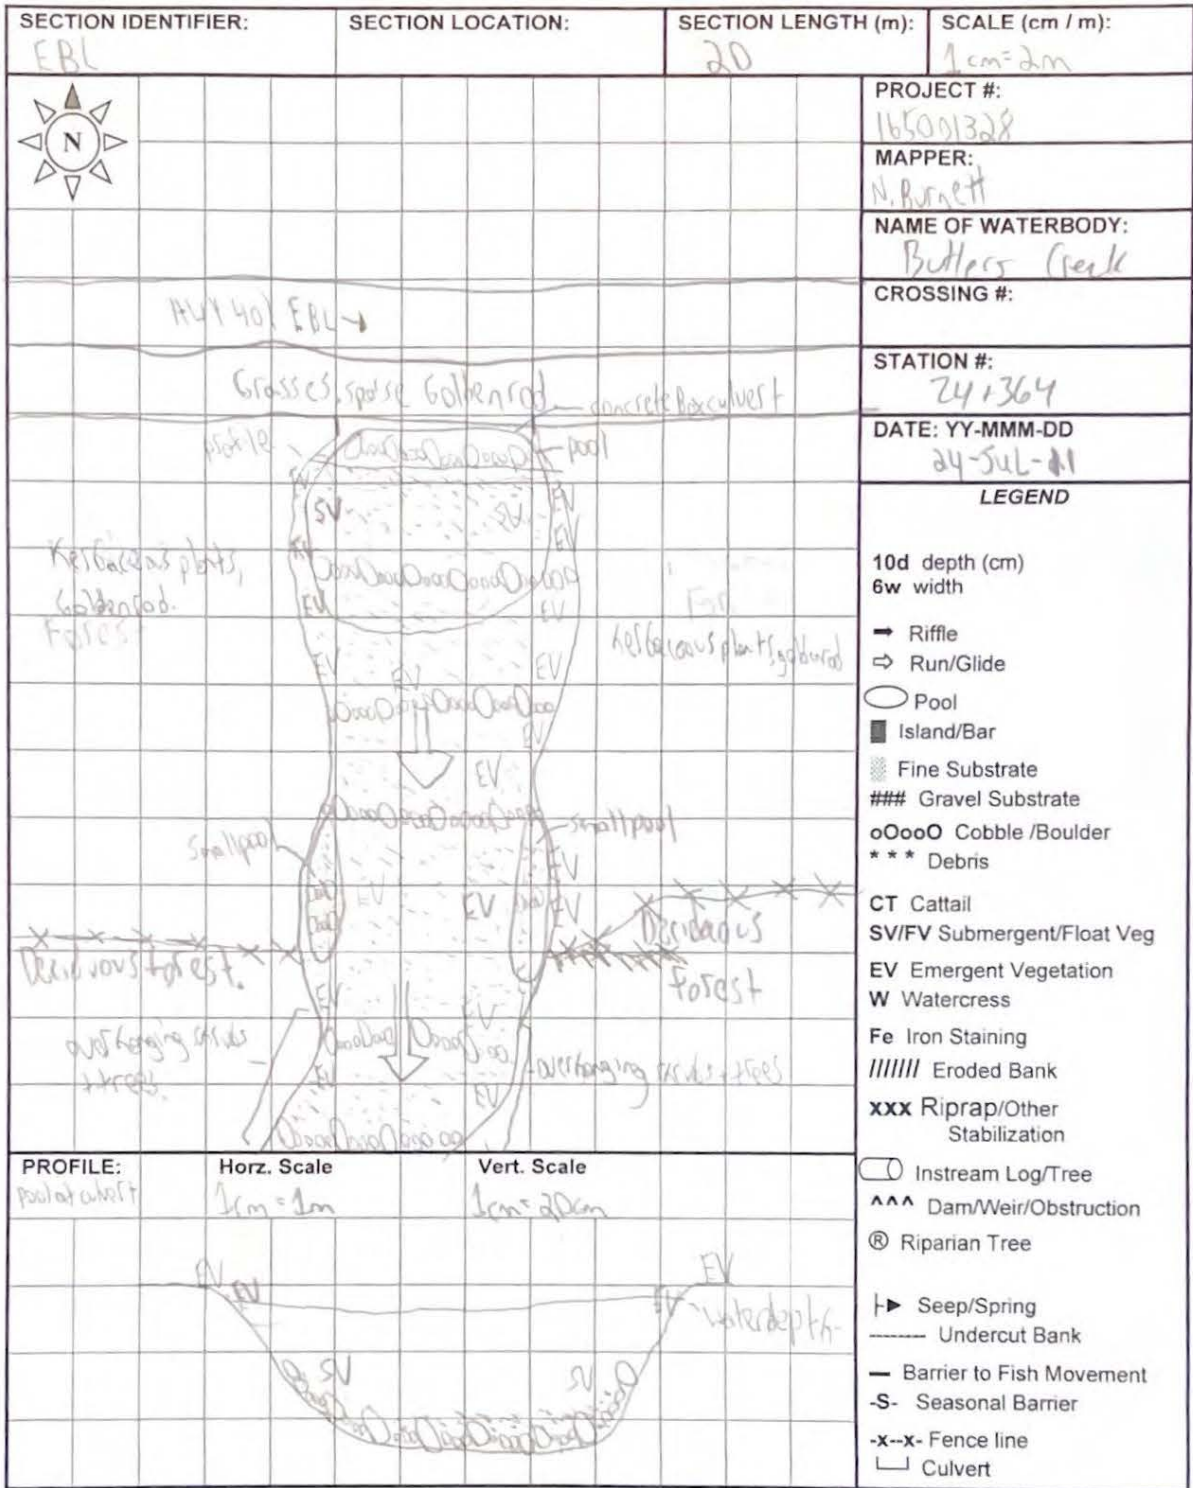 SECTION IDENTIFIER:
EBL
SECTION LOCATION:
SECTION LENGTH (m):
20
SCALE (cm / m):
1cm=2m
N
PROJECT #:
165001328
MAPPER:
N. Burnett
NAME OF WATERBODY:
Butlers Creek
CROSSING #:
STATION #:
24+364
DATE: YY-MMM-DD
24-JUL-
HWY 401 EBL
Grasses, sparse Goldenrod
concrete Box culvert
profile
pool
EV
SV
SV
EV
EV
EV
EV
EV
Herbaceous plants,
Goldenrod.
Forest
For
Herbaceous plants, goldenrod
EV
EV
EV
EV
EV
small pool
small pool
EV
EV
EV
EV
Deciduous forest.
Deciduous
Forest
EV
EV
overhanging shrubs
+ trees
EV
EV
overhanging shrubs + trees
PROFILE:
pool at culvert
Horz. Scale
1cm = 1m
Vert. Scale
1cm = 20cm
EV
EV
EV
EV
water depth
SV
SV
LEGEND
10d depth (cm)
6w width
Riffle
Run/Glide
Pool
Island/Bar
Fine Substrate
### Gravel Substrate
oOooO Cobble /Boulder
* * * Debris
CT Cattail
SV/FV Submergent/Float Veg
EV Emergent Vegetation
W Watercress
Fe Iron Staining
/////// Eroded Bank
xxx Riprap/Other
Stabilization
Instream Log/Tree
^^^ Dam/Weir/Obstruction
® Riparian Tree
Seep/Spring
-------- Undercut Bank
Barrier to Fish Movement
-S- Seasonal Barrier
-x--x- Fence line
Culvert